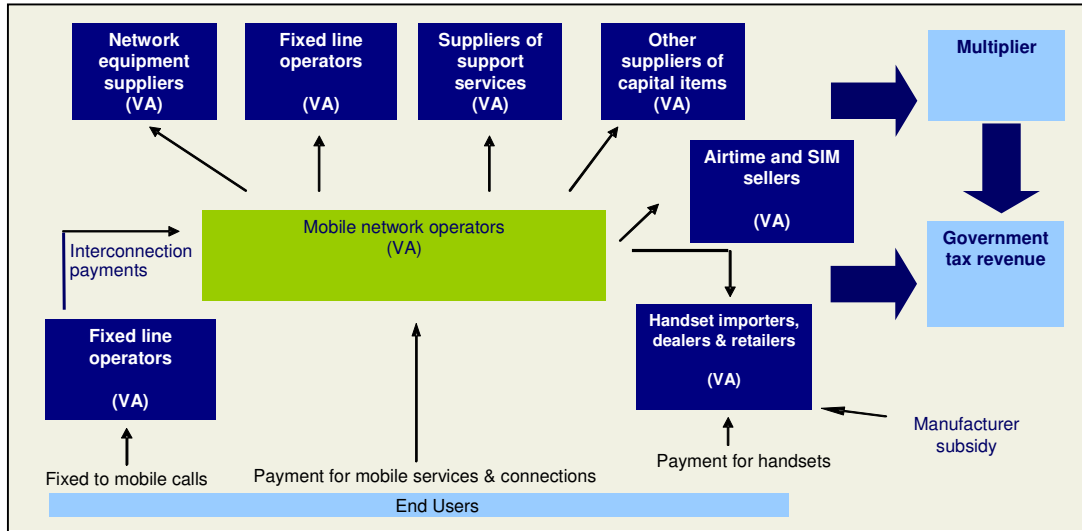 Network
equipment
suppliers
(VA)
Fixed line
operators
(VA)
Suppliers of
support
services
(VA)
Other
suppliers of
capital items
(VA)
Multiplier
Airtime and SIM
sellers
(VA)
Mobile network operators
(VA)
Interconnection
payments
Government
tax revenue
Fixed line
operators
(VA)
Handset importers,
dealers & retailers
(VA)
Manufacturer
subsidy
Fixed to mobile calls
Payment for mobile services & connections
Payment for handsets
End Users